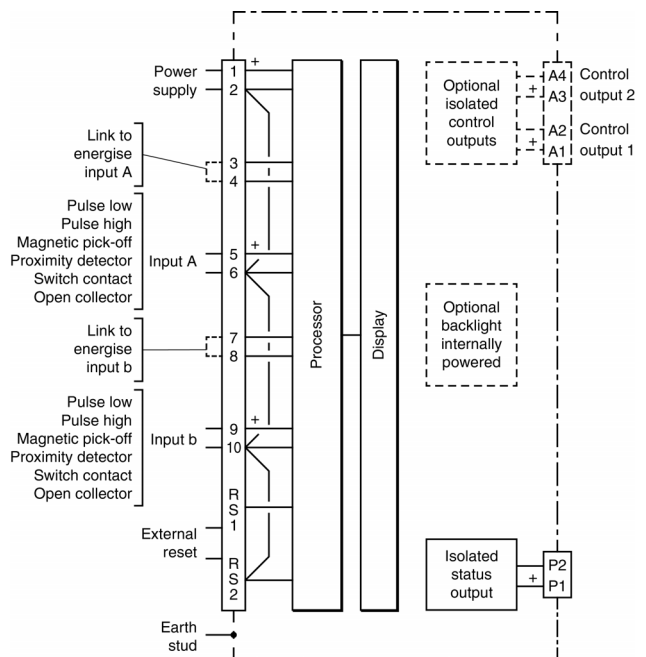 Power
supply
1
+
2
Link to
energise
input A
3
4
Pulse low
Pulse high
Magnetic pick-off
Proximity detector
Switch contact
Open collector
Input A
5
+
6
Link to
energise
input b
7
8
Pulse low
Pulse high
Magnetic pick-off
Proximity detector
Switch contact
Open collector
Input b
9
+
10
External
reset
R
S
1
R
S
2
Earth
stud
Processor
Display
Optional
isolated
control
outputs
+
+
A4
A3
A2
A1
Control
output 2
Control
output 1
Optional
backlight
internally
powered
Isolated
status
output
+
P2
P1